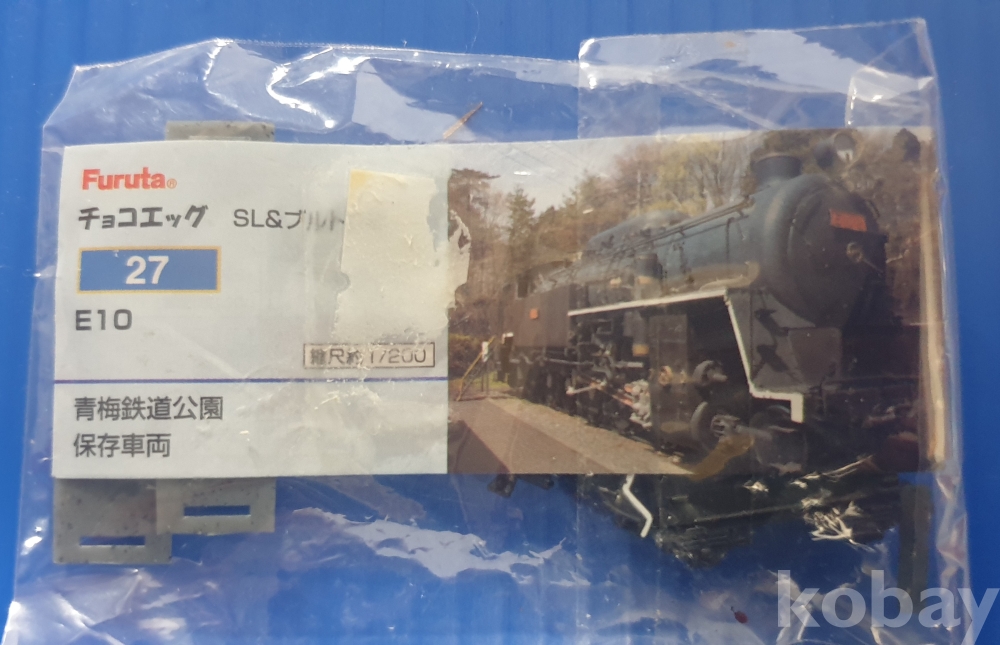 Furuta®
チョコエッグ SL&ブルト
27
E10
縮尺約1/200
青梅鉄道公園
保存車両
kobay